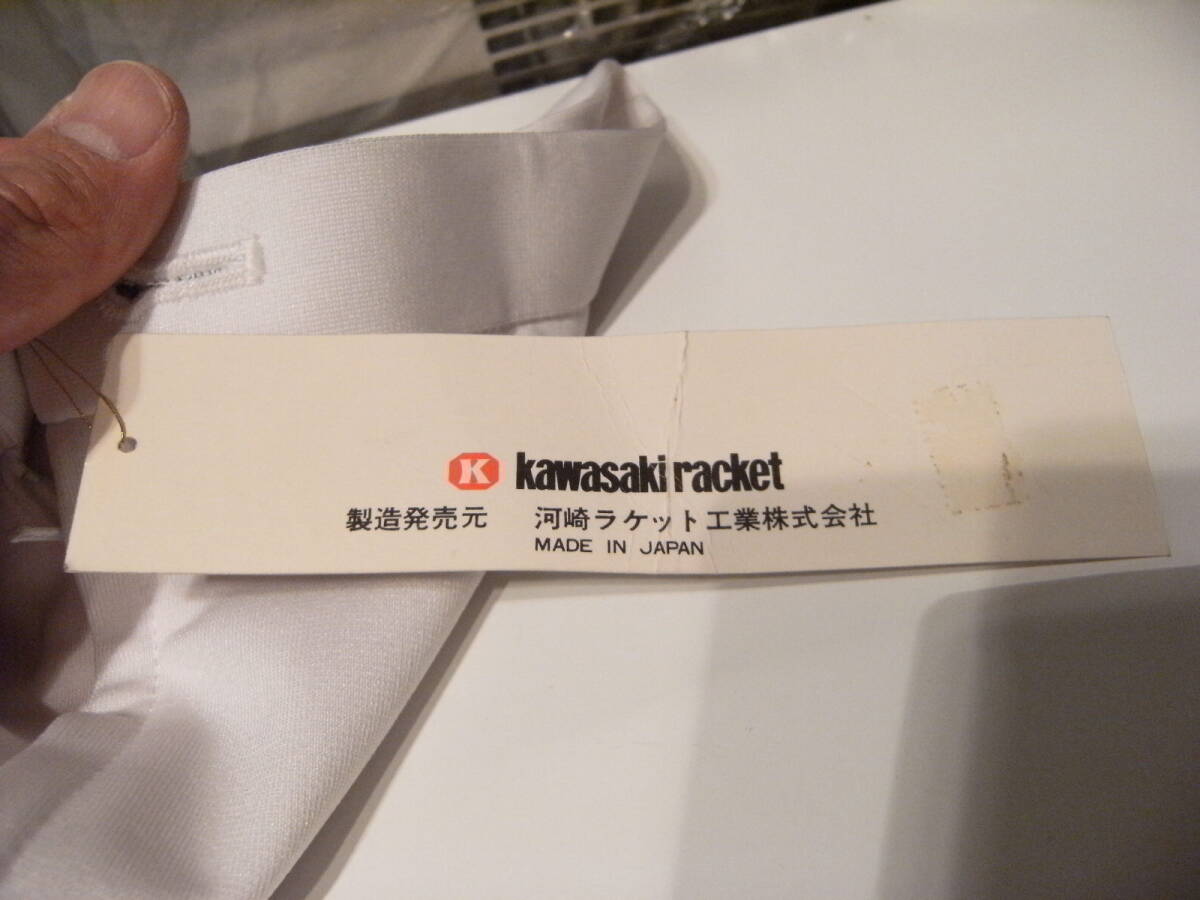 K kawasaki racket
製造発売元 河崎ラケット工業株式会社
MADE IN JAPAN